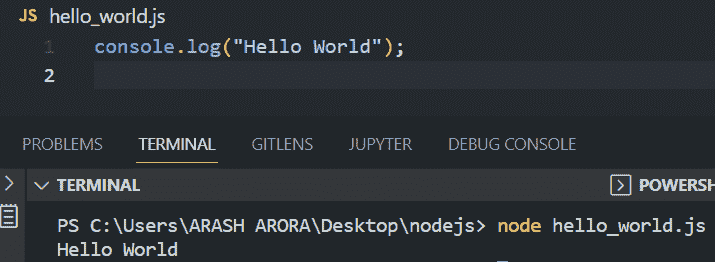 JS hello_world.js
1 console.log("Hello World");
2
PROBLEMS TERMINAL GITLENS JUPYTER DEBUG CONSOLE
TERMINAL POWERSH
PS C:\Users\ARASH ARORA\Desktop\nodejs> node hello_world.js
Hello World